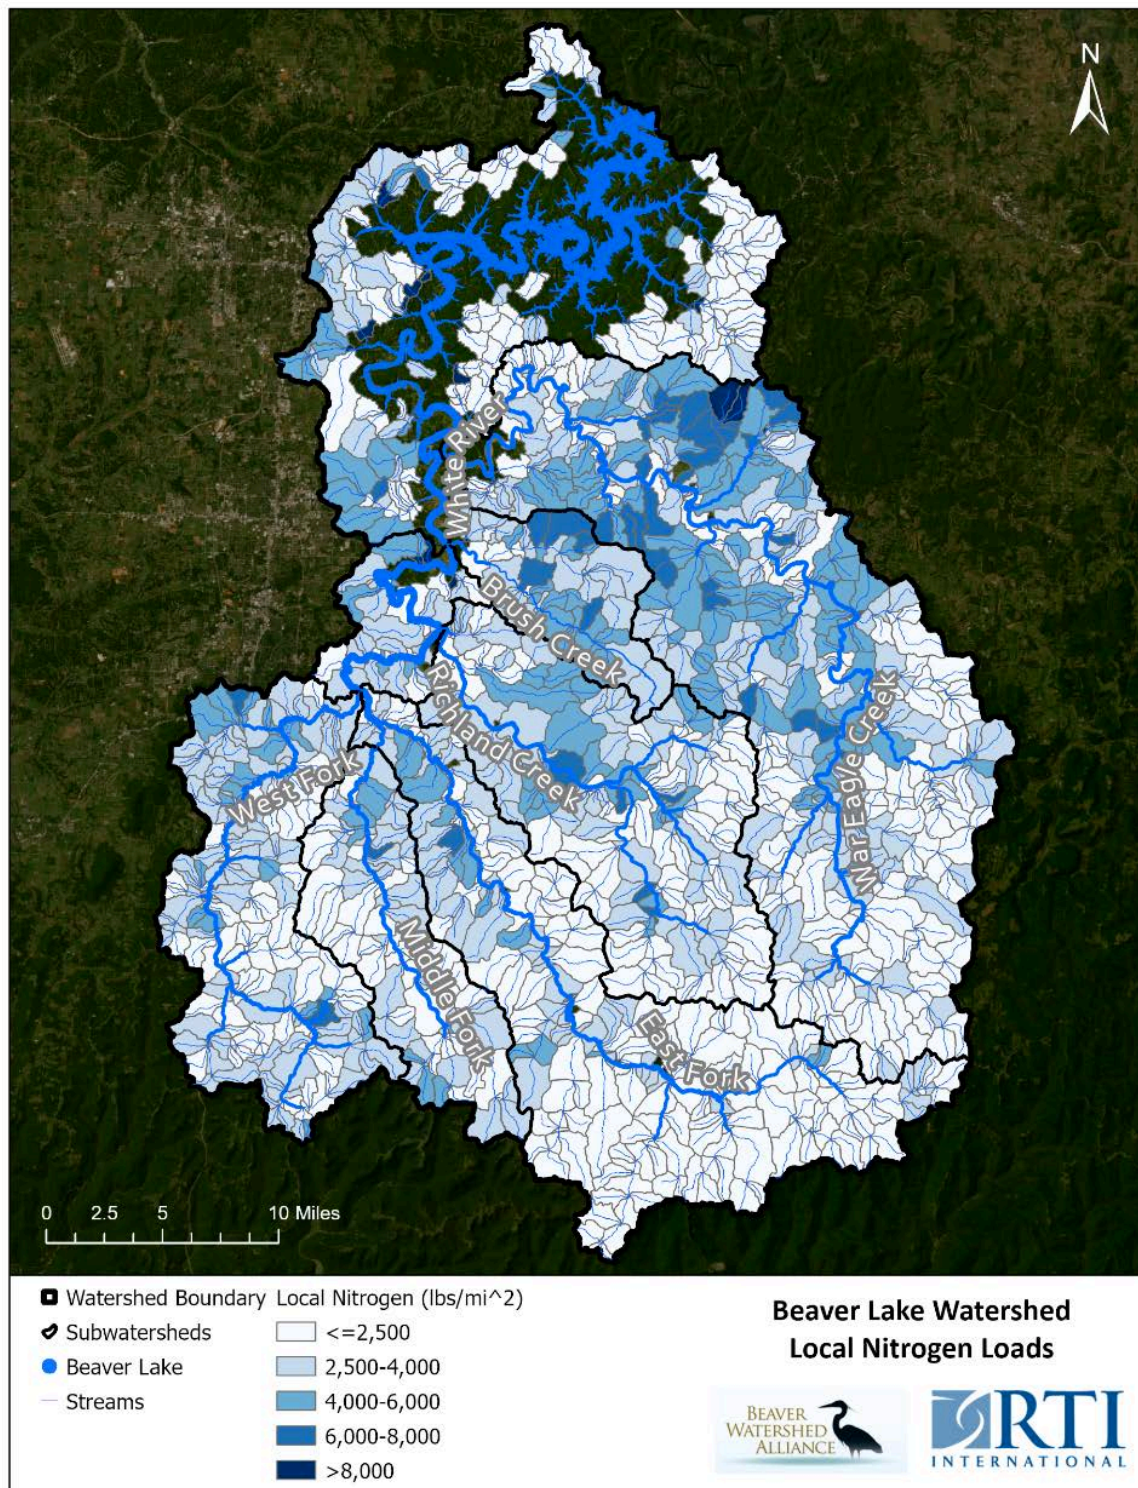 N
White River
Brush Creek
Richland Creek
War Eagle Creek
West Fork
Middle Fork
East Fork
0 2.5 5 10 Miles
Watershed Boundary
Subwatersheds
Beaver Lake
Streams
Local Nitrogen (lbs/mi^2)
<=2,500
2,500-4,000
4,000-6,000
6,000-8,000
>8,000
Beaver Lake Watershed
Local Nitrogen Loads
BEAVER
WATERSHED
ALLIANCE
RTI
INTERNATIONAL